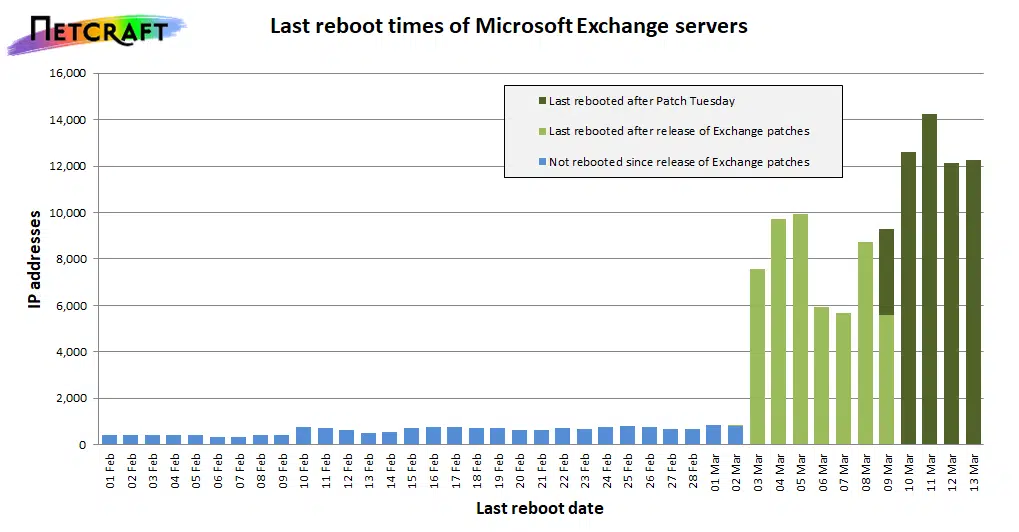 NETCRAFT
Last reboot times of Microsoft Exchange servers
16,000
14,000
12,000
10,000
8,000
6,000
4,000
2,000
0
IP addresses
Last rebooted after Patch Tuesday
Last rebooted after release of Exchange patches
Not rebooted since release of Exchange patches
01 Feb
02 Feb
03 Feb
04 Feb
05 Feb
06 Feb
07 Feb
08 Feb
09 Feb
10 Feb
11 Feb
12 Feb
13 Feb
14 Feb
15 Feb
16 Feb
17 Feb
18 Feb
19 Feb
20 Feb
21 Feb
22 Feb
23 Feb
24 Feb
25 Feb
26 Feb
27 Feb
28 Feb
01 Mar
02 Mar
03 Mar
04 Mar
05 Mar
06 Mar
07 Mar
08 Mar
09 Mar
10 Mar
11 Mar
12 Mar
13 Mar
Last reboot date